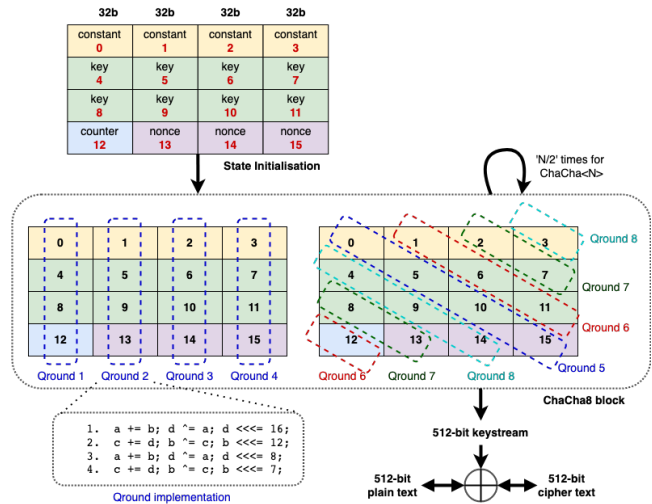 32b 32b 32b 32b
constant constant constant constant
0 1 2 3
key key key key
4 5 6 7
key key key key
8 9 10 11
counter nonce nonce nonce
12 13 14 15
State Initialisation
'N/2' times for
ChaCha<N>
0 1 2 3
4 5 6 7
8 9 10 11
12 13 14 15
Qround 1 Qround 2 Qround 3 Qround 4
0 1 2 3
4 5 6 7
8 9 10 11
12 13 14 15
Qround 8
Qround 7
Qround 6
Qround 5
Qround 6 Qround 7 Qround 8
ChaCha8 block
1. a += b; d ^= a; d <<<= 16;
2. c += d; b ^= c; b <<<= 12;
3. a += b; d ^= a; d <<<= 8;
4. c += d; b ^= c; b <<<= 7;
Qround implementation
512-bit keystream
512-bit
plain text
512-bit
cipher text